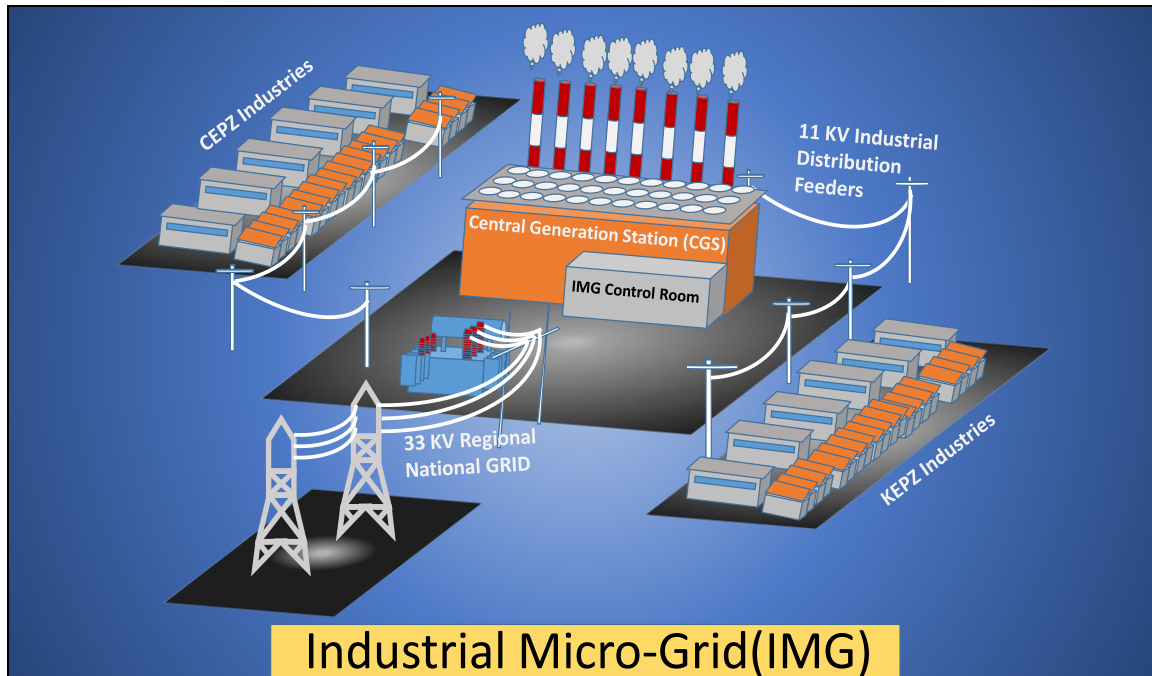 CEPZ Industries
11 KV Industrial
Distribution
Feeders
Central Generation Station (CGS)
IMG Control Room
33 KV Regional
National GRID
KEPZ Industries
Industrial Micro-Grid(IMG)